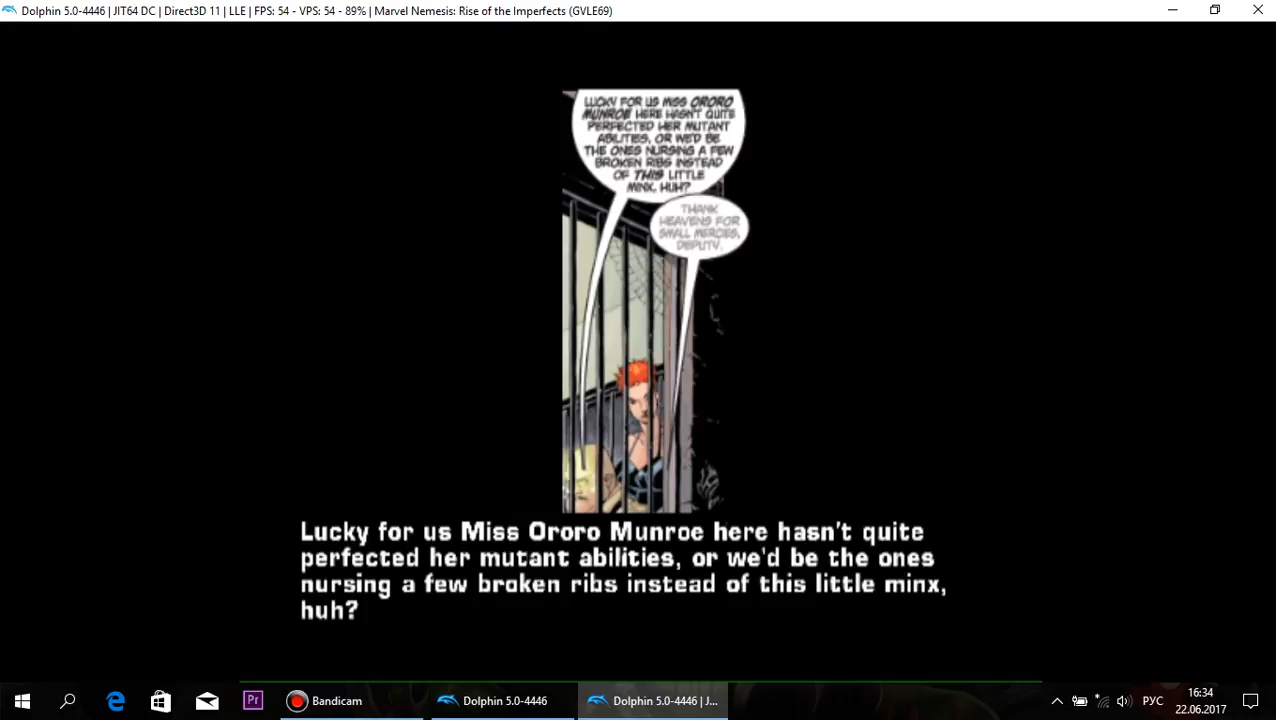 Dolphin 5.0-4446 | JIT64 DC | Direct3D 11 | LLE | FPS: 54 - VPS: 54 - 89% | Marvel Nemesis: Rise of the Imperfects (GVLE69)
LUCKY FOR US MISS ORORO
MUNROE HERE HASN'T QUITE
PERFECTED HER MUTANT
ABILITIES, OR WE'D BE
THE ONES NURSING A FEW
BROKEN RIBS INSTEAD
OF THIS LITTLE
MINX, HUH?
THANK
HEAVENS FOR
SMALL MERCIES,
DEPUTY.
Lucky for us Miss Ororo Munroe here hasn't quite
perfected her mutant abilities, or we'd be the ones
nursing a few broken ribs instead of this little minx,
huh?
Pr
Bandicam
Dolphin 5.0-4446
Dolphin 5.0-4446 | J...
РУС
16:34
22.06.2017